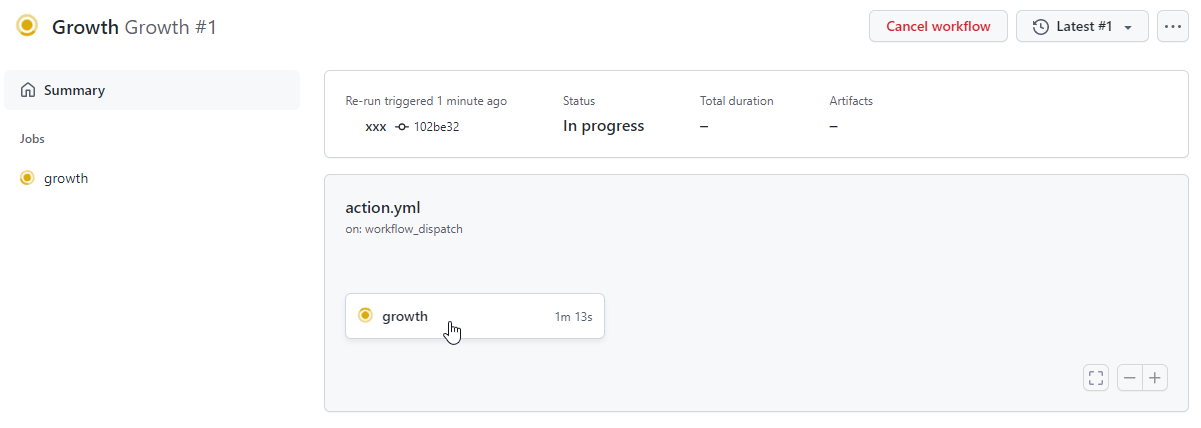 Growth Growth #1
Cancel workflow
Latest #1
Summary
Jobs
growth
Re-run triggered 1 minute ago
xxx 102be32
Status
In progress
Total duration
–
Artifacts
–
action.yml
on: workflow_dispatch
growth 1m 13s